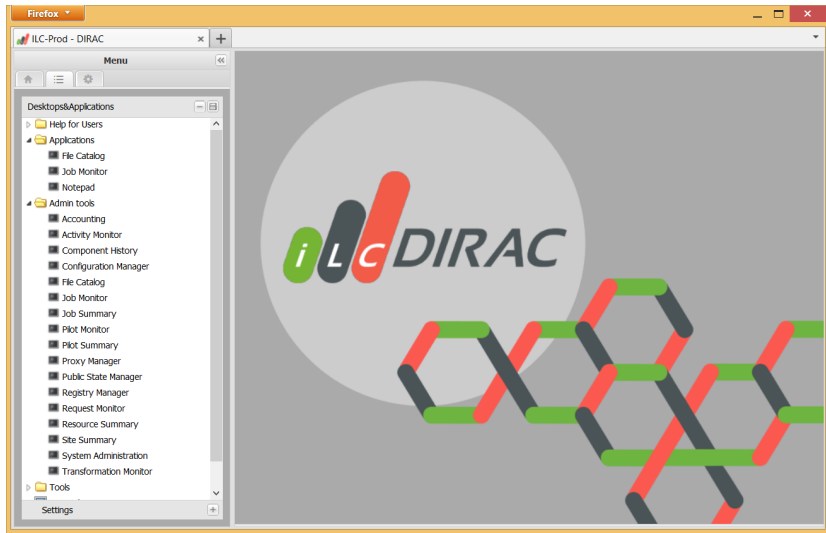 Firefox
ILC-Prod - DIRAC
Menu
Desktops&Applications
Help for Users
Applications
File Catalog
Job Monitor
Notepad
Admin tools
Accounting
Activity Monitor
Component History
Configuration Manager
File Catalog
Job Monitor
Job Summary
Pilot Monitor
Pilot Summary
Proxy Manager
Public State Manager
Registry Manager
Request Monitor
Resource Summary
Site Summary
System Administration
Transformation Monitor
Tools
Settings
iLC DIRAC